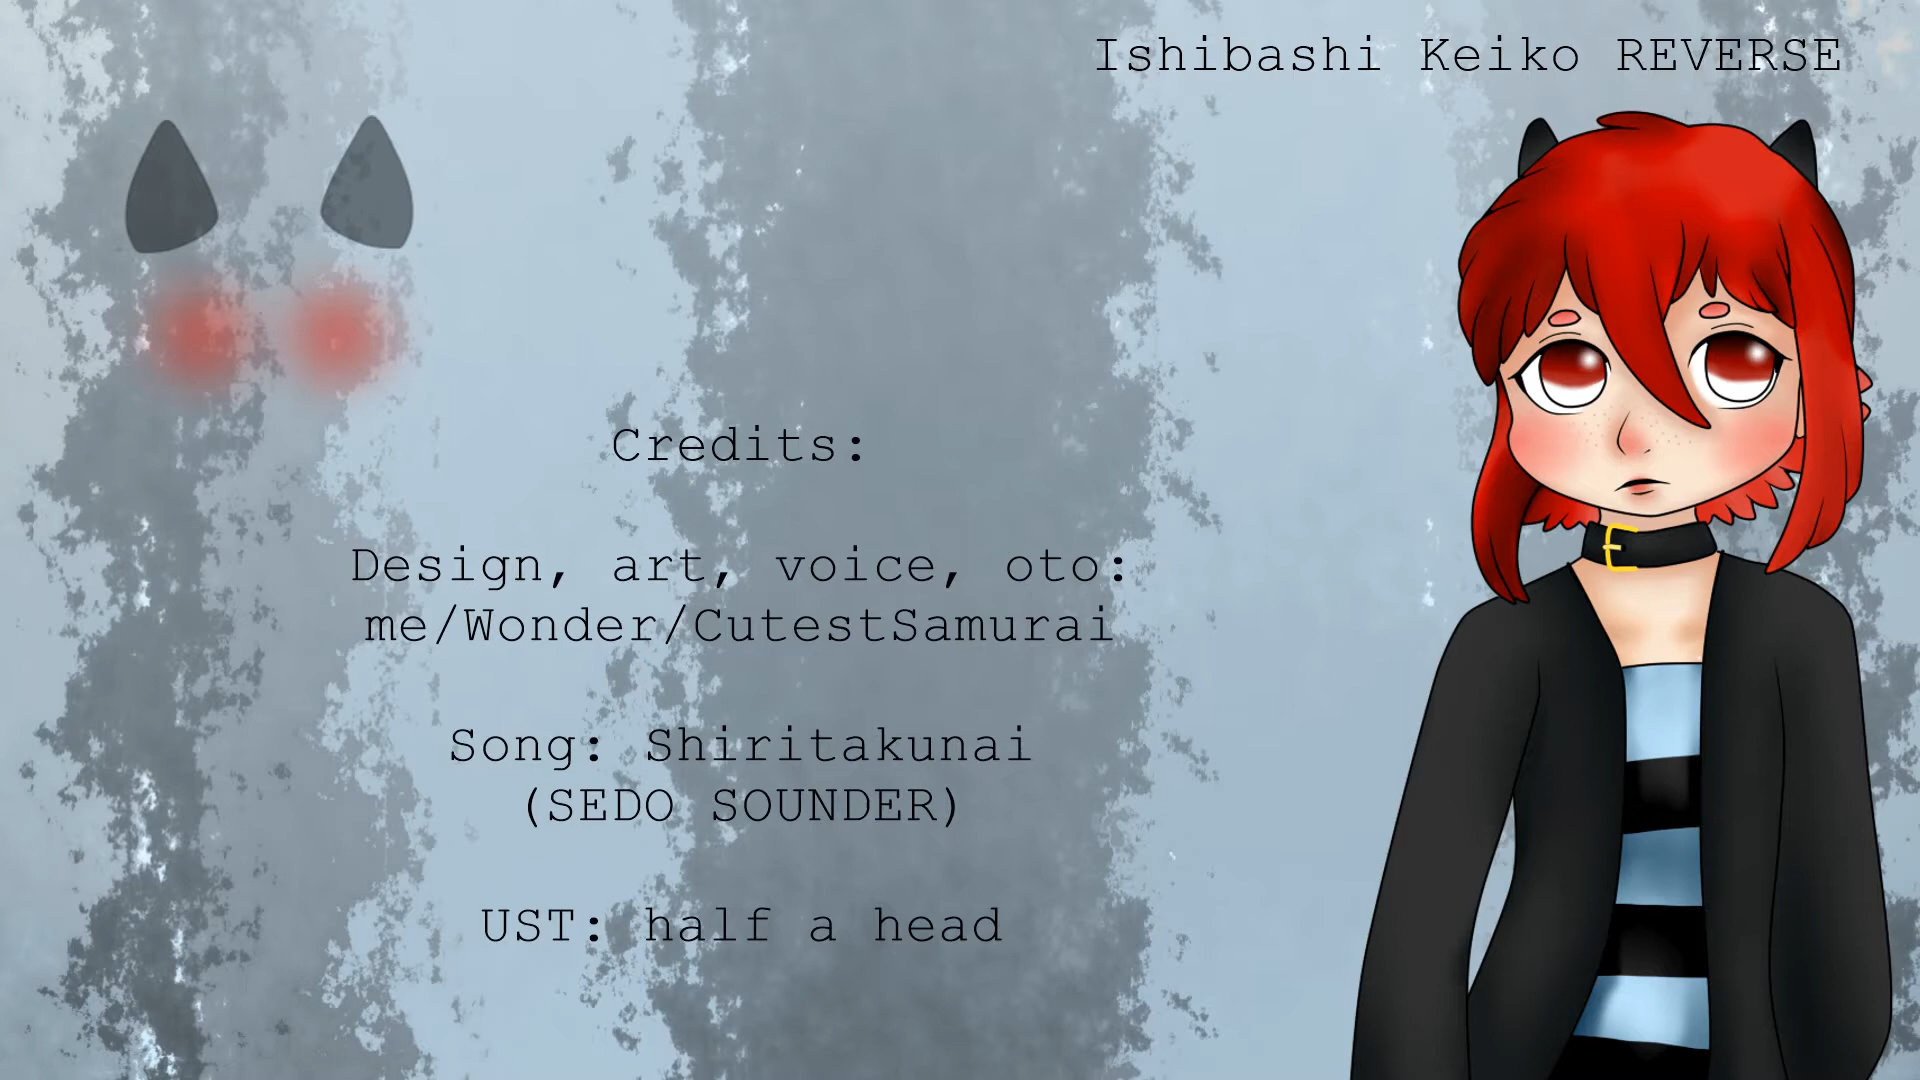 Ishibashi Keiko REVERSE
Credits:
Design, art, voice, oto:
me/Wonder/CutestSamurai
Song: Shiritakunai
(SEDO SOUNDER)
UST: half a head